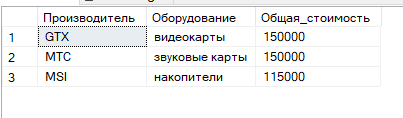 Производитель Оборудование Общая_стоимость
1 GTX видеокарты 150000
2 MTC звуковые карты 150000
3 MSI накопители 115000